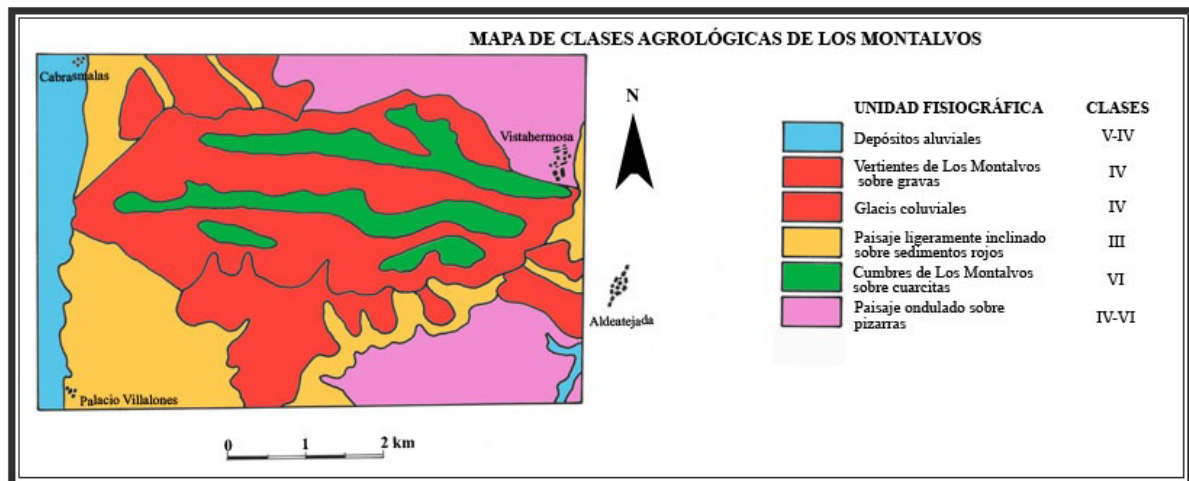 MAPA DE CLASES AGROLÓGICAS DE LOS MONTALVOS
Cabrasmalas
Vistahermosa
Aldeatejada
Palacio Villalones
N
0 1 2 km
UNIDAD FISIOGRÁFICA CLASES
Depósitos aluviales V-IV
Vertientes de Los Montalvos
sobre gravas IV
Glacis coluviales IV
Paisaje ligeramente inclinado
sobre sedimentos rojos III
Cumbres de Los Montalvos
sobre cuarcitas VI
Paisaje ondulado sobre
pizarras IV-VI